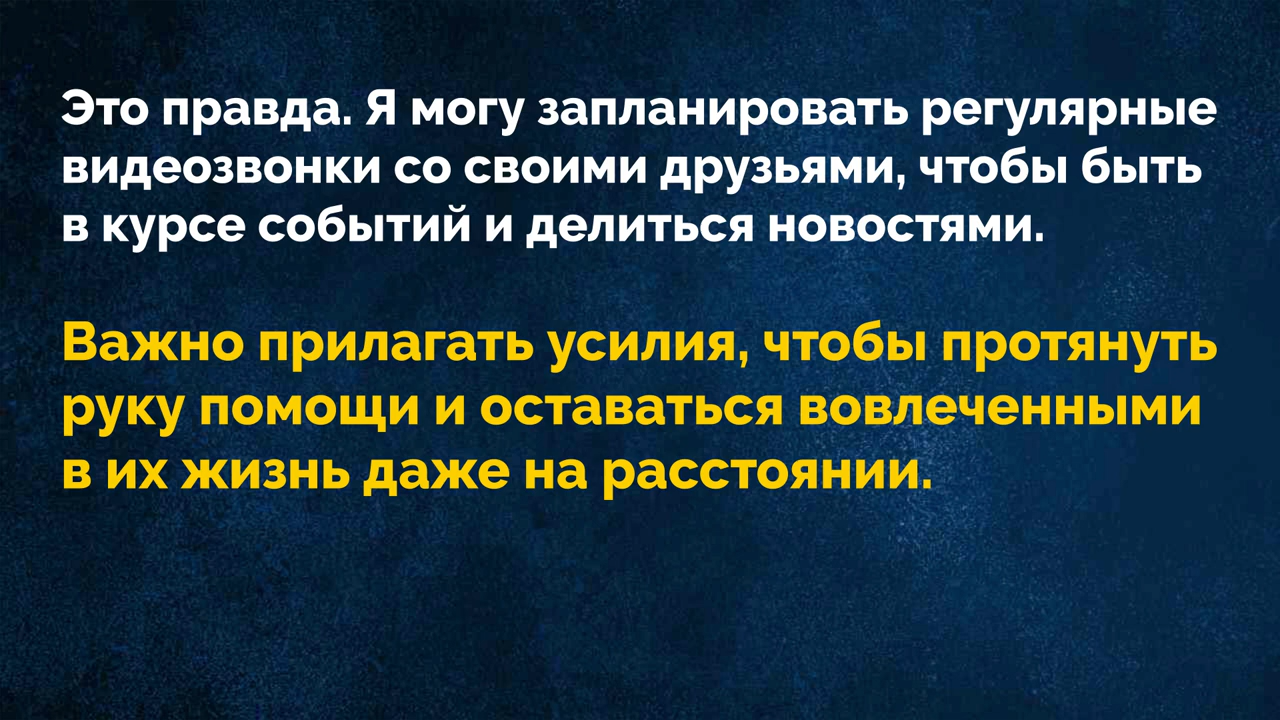 Это правда. Я могу запланировать регулярные
видеозвонки со своими друзьями, чтобы быть
в курсе событий и делиться новостями.
Важно прилагать усилия, чтобы протянуть
руку помощи и оставаться вовлеченными
в их жизнь даже на расстоянии.